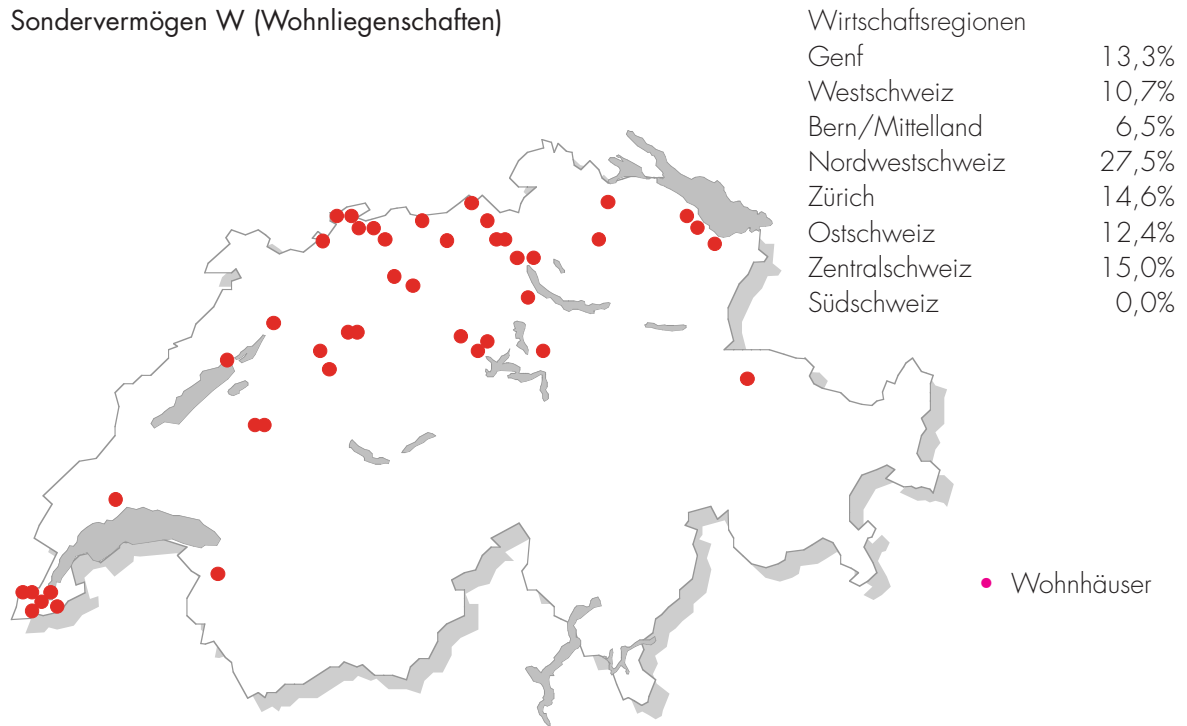 Sondervermögen W (Wohnliegenschaften)
Wirtschaftsregionen
Genf 13,3%
Westschweiz 10,7%
Bern/Mittelland 6,5%
Nordwestschweiz 27,5%
Zürich 14,6%
Ostschweiz 12,4%
Zentralschweiz 15,0%
Südschweiz 0,0%
Wohnhäuser